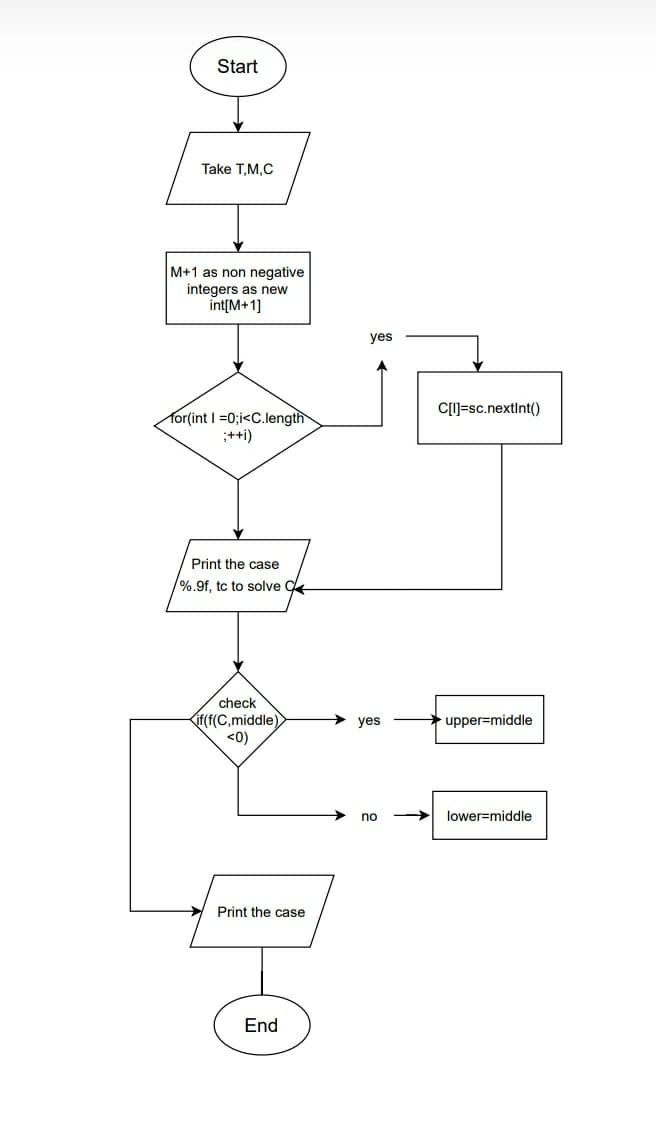 Start
Take T,M,C
M+1 as non negative
integers as new
int[M+1]
yes
for(int I =0;i<C.length
;++i)
C[I]=sc.nextInt()
Print the case
%.9f, tc to solve C
check
if(f(C,middle)
<0)
yes
upper=middle
no
lower=middle
Print the case
End